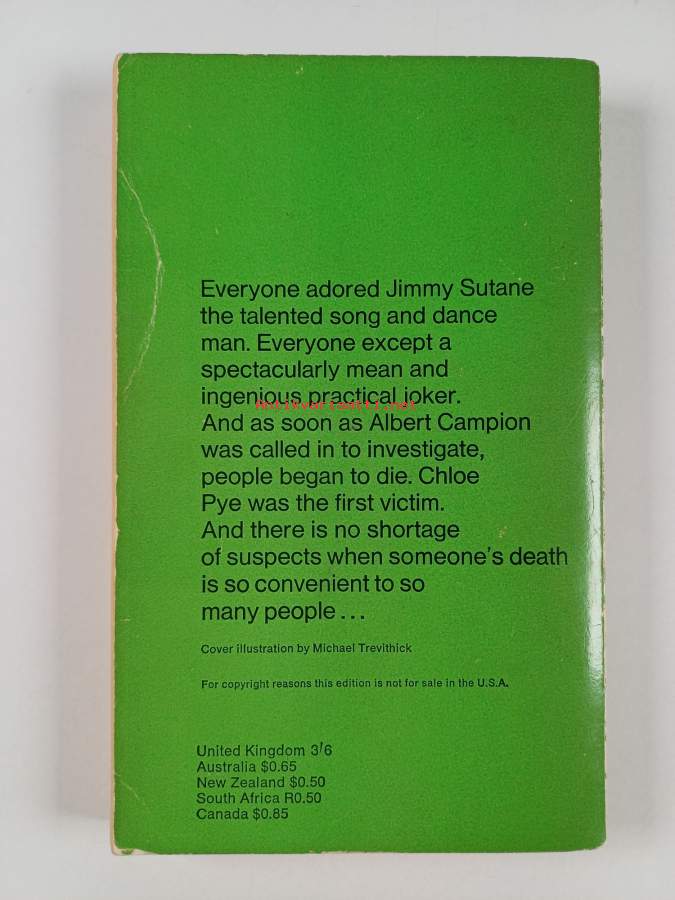 Everyone adored Jimmy Sutane
the talented song and dance
man. Everyone except a
spectacularly mean and
ingenious practical joker.
Antikvariaatti.net
And as soon as Albert Campion
was called in to investigate,
people began to die. Chloe
Pye was the first victim.
And there is no shortage
of suspects when someone's death
is so convenient to so
many people...
Cover illustration by Michael Trevithick
For copyright reasons this edition is not for sale in the U.S.A.
United Kingdom 3/6
Australia $0.65
New Zealand $0.50
South Africa R0.50
Canada $0.85